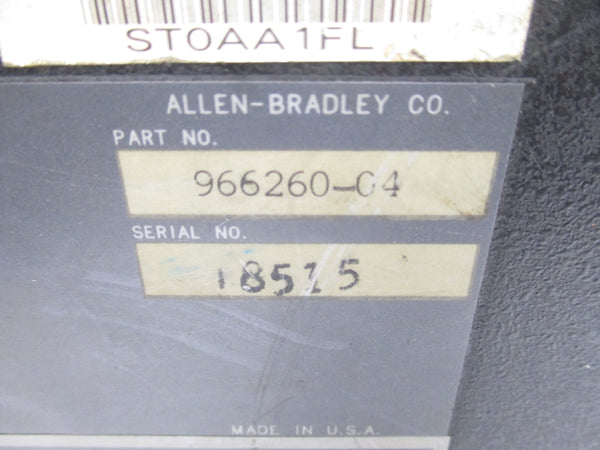 ST0AA1FL
ALLEN-BRADLEY CO.
PART NO.
966260-04
SERIAL NO.
18515
MADE IN U.S.A.